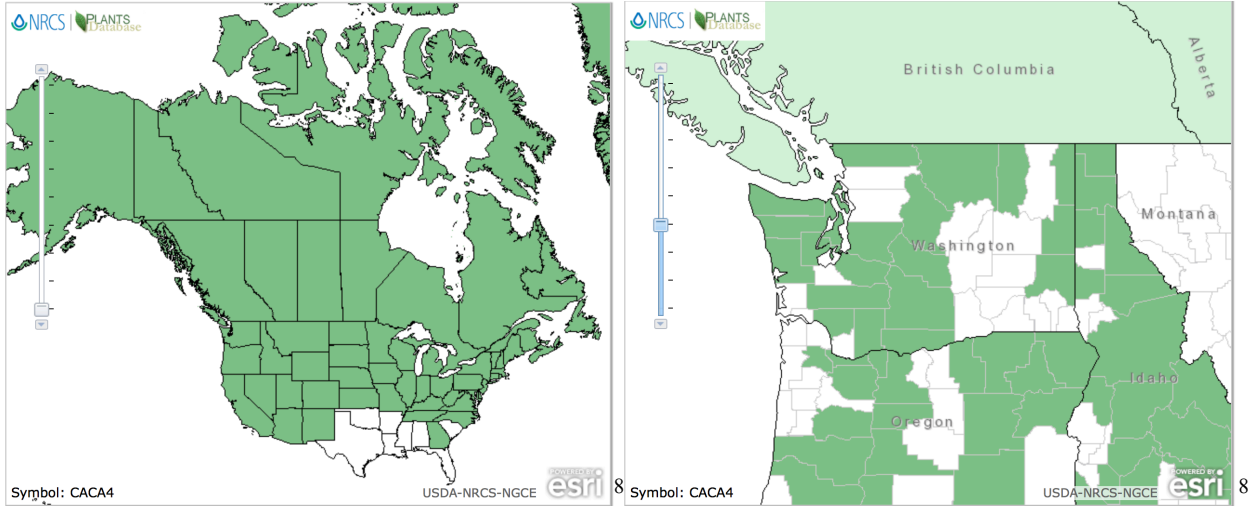 NRCS PLANTS Database
Symbol: CACA4
USDA-NRCS-NGCE
POWERED BY esri
8
NRCS PLANTS Database
British Columbia
Alberta
Montana
Washington
Idaho
Oregon
Symbol: CACA4
USDA-NRCS-NGCE
POWERED BY esri
8